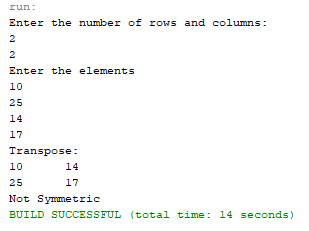 run:
Enter the number of rows and columns:
2
2
Enter the elements
10
25
14
17
Transpose:
10 14
25 17
Not Symmetric
BUILD SUCCESSFUL (total time: 14 seconds)